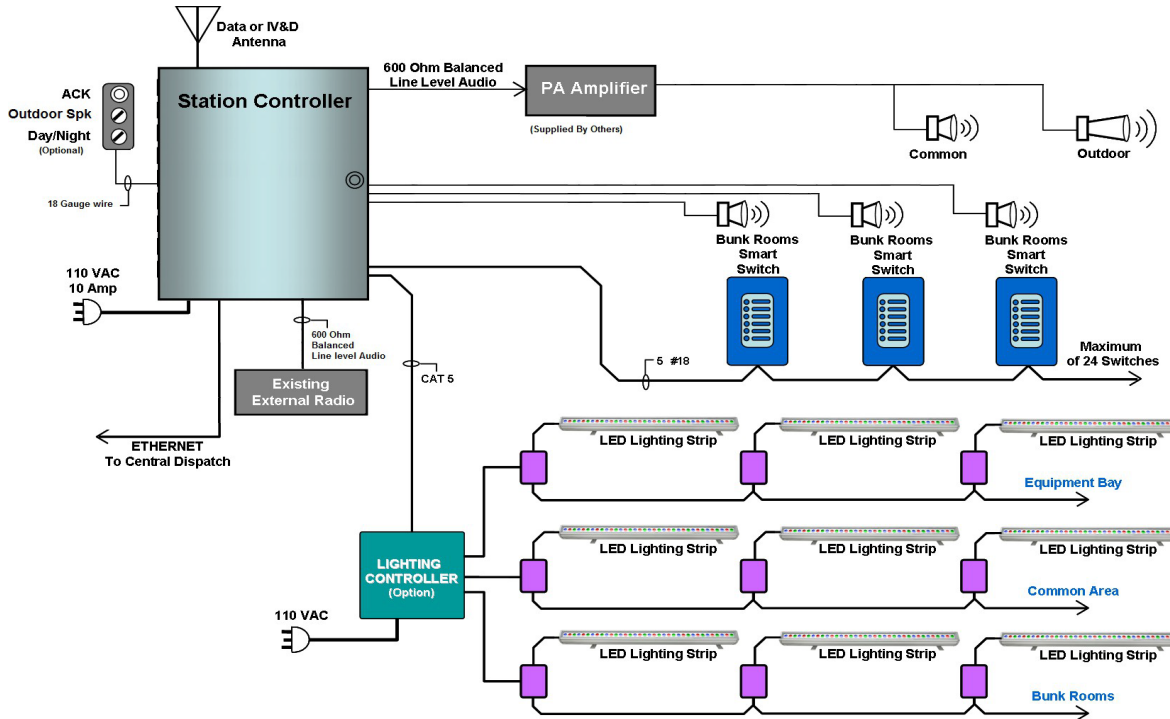 Data or IV&D
Antenna
ACK
Outdoor Spk
Day/Night
(Optional)
18 Gauge wire
Station Controller
600 Ohm Balanced
Line Level Audio
PA Amplifier
(Supplied By Others)
Common
Outdoor
Bunk Rooms
Smart
Switch
Bunk Rooms
Smart
Switch
Bunk Rooms
Smart
Switch
110 VAC
10 Amp
600 Ohm
Balanced
Line level Audio
Existing
External Radio
CAT 5
5 #18
Maximum
of 24 Switches
ETHERNET
To Central Dispatch
LED Lighting Strip
LED Lighting Strip
LED Lighting Strip
Equipment Bay
LIGHTING
CONTROLLER
(Option)
110 VAC
LED Lighting Strip
LED Lighting Strip
LED Lighting Strip
Common Area
LED Lighting Strip
LED Lighting Strip
LED Lighting Strip
Bunk Rooms